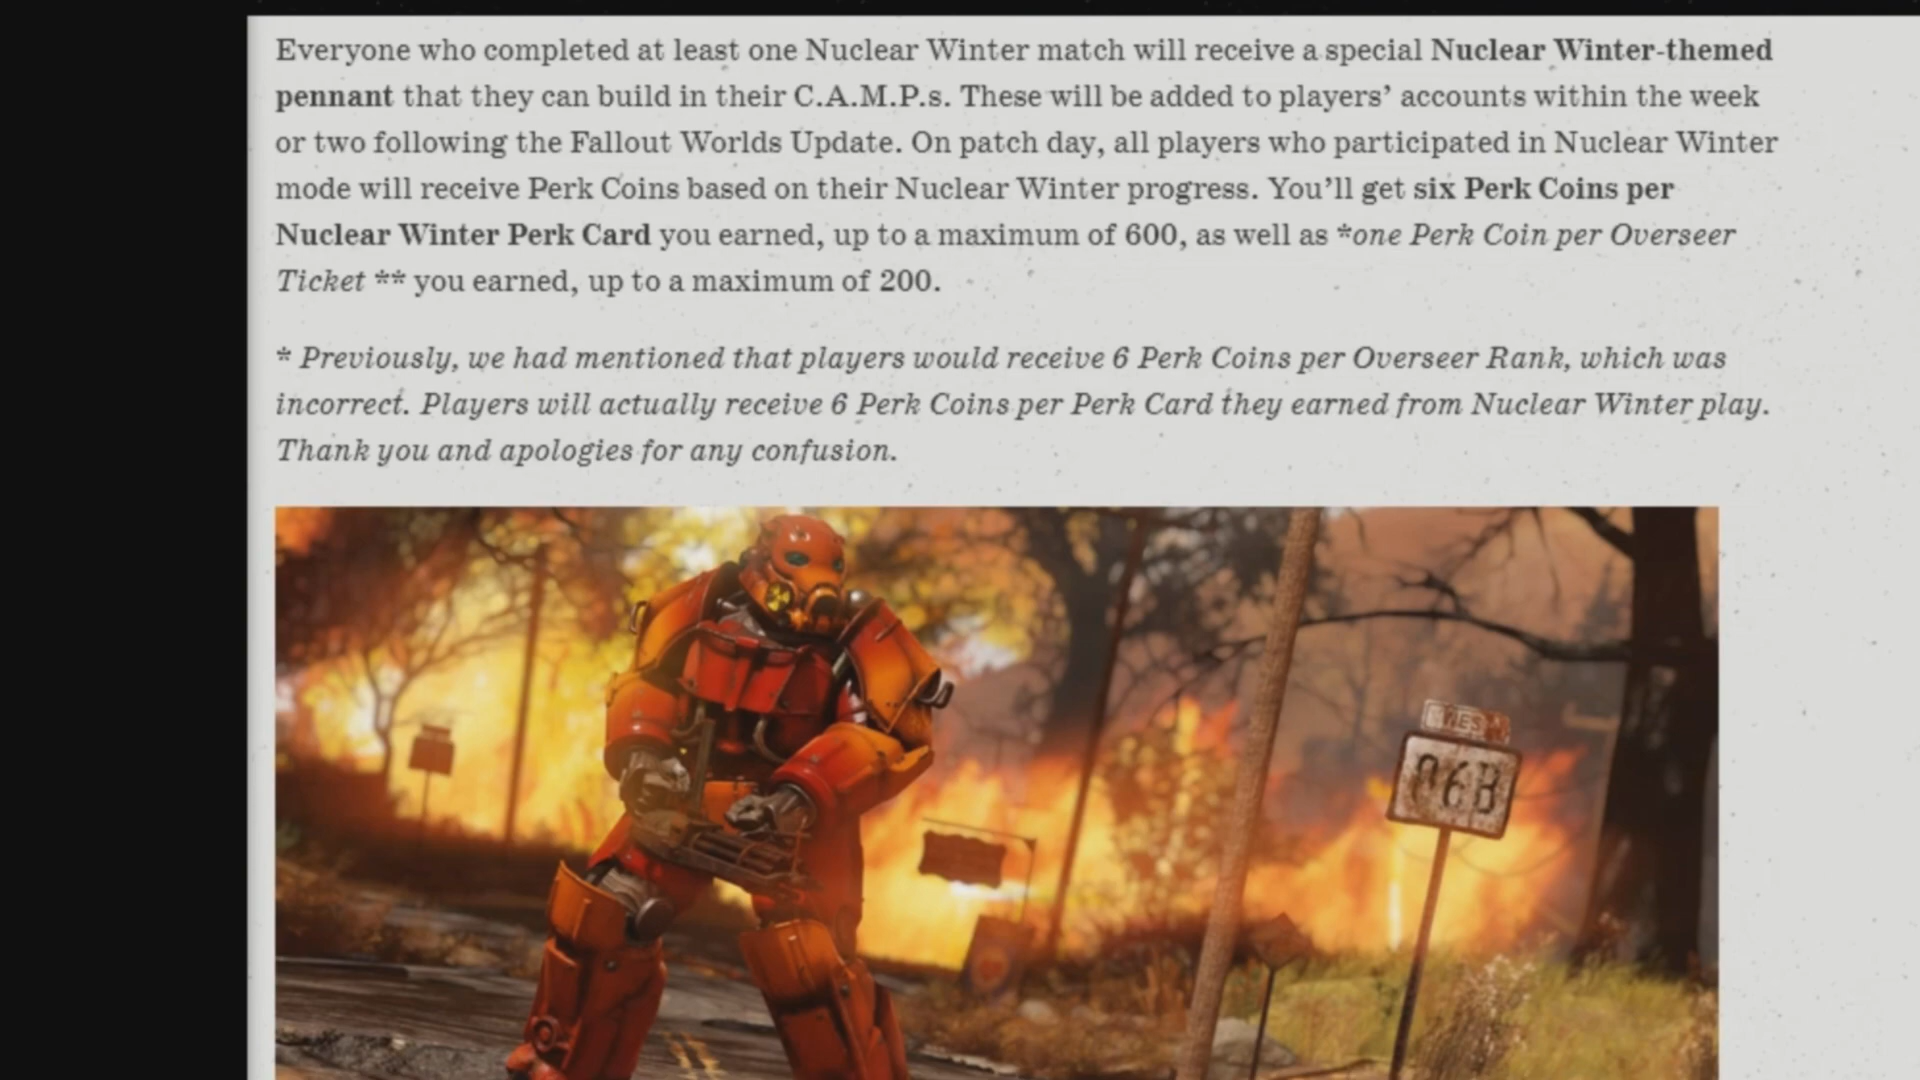 Everyone who completed at least one Nuclear Winter match will receive a special Nuclear Winter-themed
pennant that they can build in their C.A.M.P.s. These will be added to players’ accounts within the week
or two following the Fallout Worlds Update. On patch day, all players who participated in Nuclear Winter
mode will receive Perk Coins based on their Nuclear Winter progress. You’ll get six Perk Coins per
Nuclear Winter Perk Card you earned, up to a maximum of 600, as well as *one Perk Coin per Overseer
Ticket ** you earned, up to a maximum of 200.
* Previously, we had mentioned that players would receive 6 Perk Coins per Overseer Rank, which was
incorrect. Players will actually receive 6 Perk Coins per Perk Card they earned from Nuclear Winter play.
Thank you and apologies for any confusion.
06B